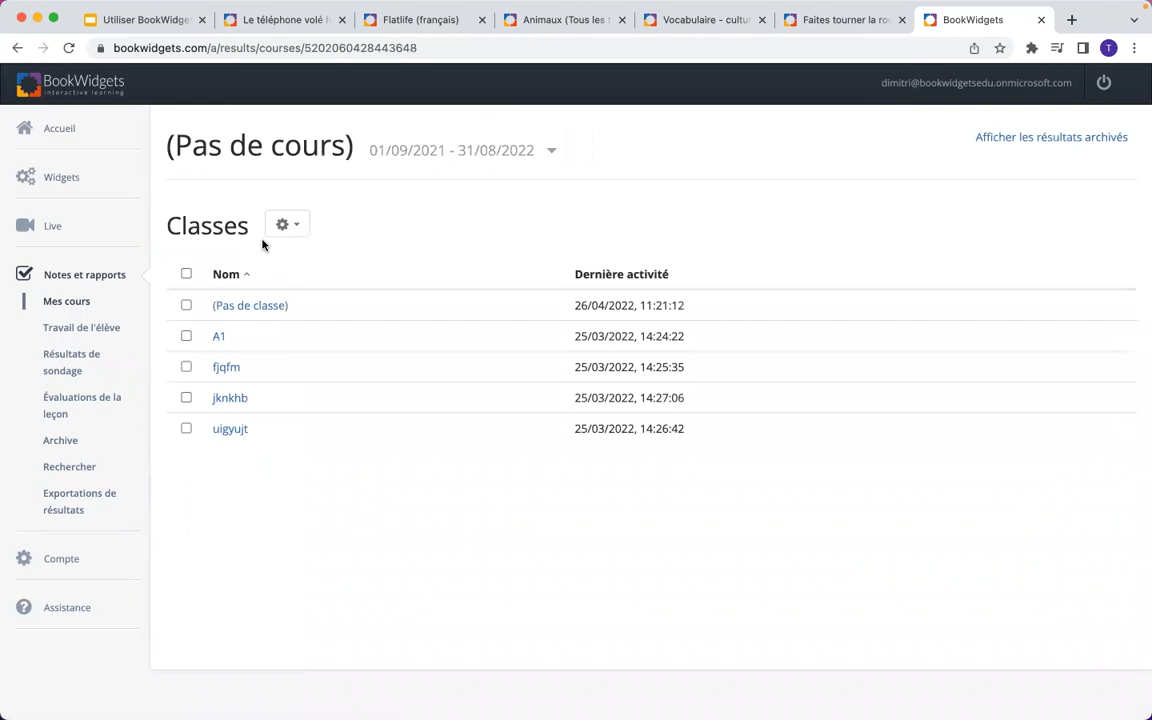 Utiliser BookWidge
Le téléphone volé h
Flatlife (français)
Animaux (Tous les t
Vocabulaire - cultur
Faites tourner la rou
BookWidgets
bookwidgets.com/a/results/courses/5202060428443648
T
BookWidgets
interactive learning
dimitri@bookwidgetsedu.onmicrosoft.com
Accueil
Widgets
Live
Notes et rapports
Mes cours
Travail de l'élève
Résultats de
sondage
Évaluations de la
leçon
Archive
Rechercher
Exportations de
résultats
Compte
Assistance
(Pas de cours) 01/09/2021 - 31/08/2022
Afficher les résultats archivés
Classes
Nom Dernière activité
(Pas de classe) 26/04/2022, 11:21:12
A1 25/03/2022, 14:24:22
fjqfm 25/03/2022, 14:25:35
jknkhb 25/03/2022, 14:27:06
uigyujt 25/03/2022, 14:26:42